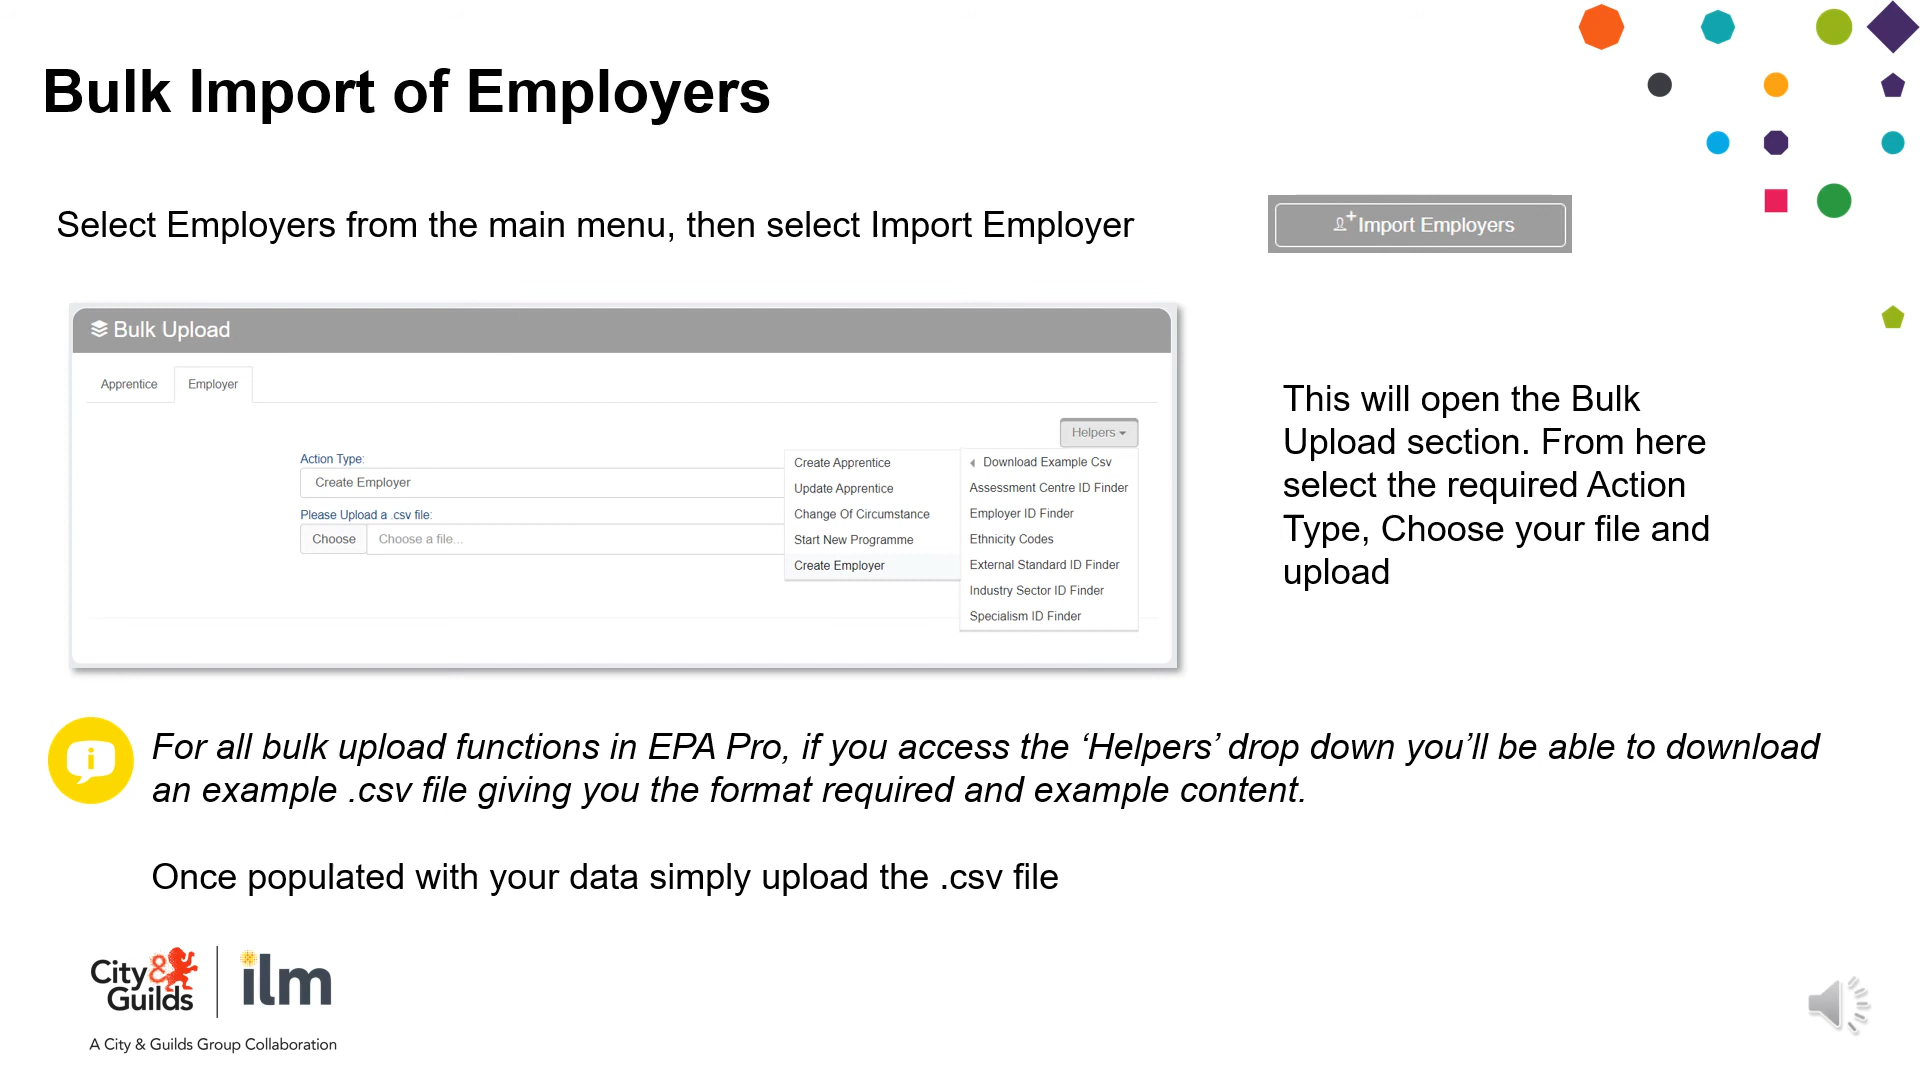 Bulk Import of Employers
Select Employers from the main menu, then select Import Employer
Import Employers
Bulk Upload
Apprentice
Employer
Helpers
Action Type:
Create Employer
Please Upload a .csv file:
Choose
Choose a file...
Create Apprentice
Update Apprentice
Change Of Circumstance
Start New Programme
Create Employer
Download Example Csv
Assessment Centre ID Finder
Employer ID Finder
Ethnicity Codes
External Standard ID Finder
Industry Sector ID Finder
Specialism ID Finder
This will open the Bulk
Upload section. From here
select the required Action
Type, Choose your file and
upload
For all bulk upload functions in EPA Pro, if you access the ‘Helpers’ drop down you’ll be able to download
an example .csv file giving you the format required and example content.
Once populated with your data simply upload the .csv file
City&
Guilds
ilm
A City & Guilds Group Collaboration